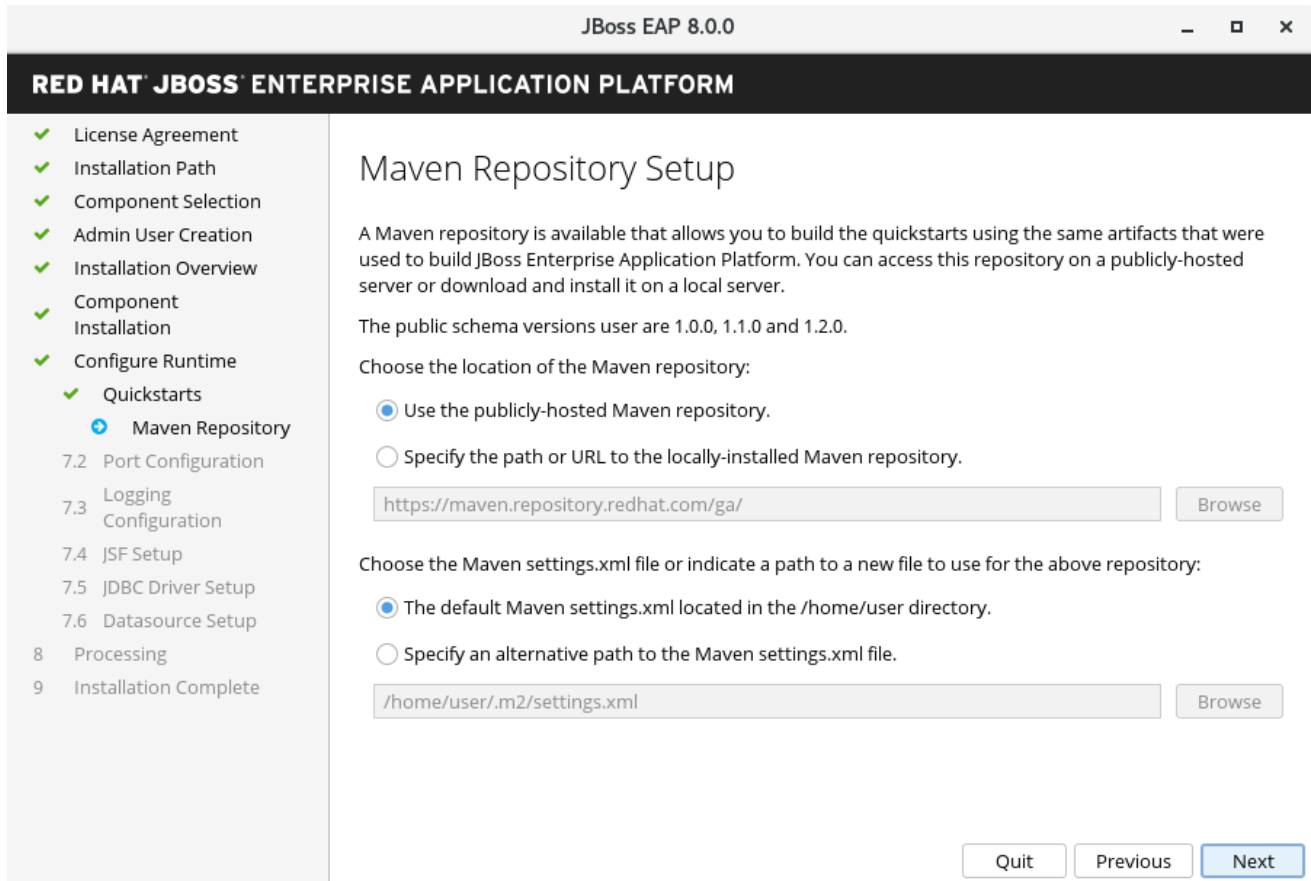 JBoss EAP 8.0.0
RED HAT® JBOSS® ENTERPRISE APPLICATION PLATFORM
License Agreement
Installation Path
Component Selection
Admin User Creation
Installation Overview
Component
Installation
Configure Runtime
Quickstarts
Maven Repository
7.2 Port Configuration
7.3 Logging
Configuration
7.4 JSF Setup
7.5 JDBC Driver Setup
7.6 Datasource Setup
8 Processing
9 Installation Complete
Maven Repository Setup
A Maven repository is available that allows you to build the quickstarts using the same artifacts that were
used to build JBoss Enterprise Application Platform. You can access this repository on a publicly-hosted
server or download and install it on a local server.
The public schema versions user are 1.0.0, 1.1.0 and 1.2.0.
Choose the location of the Maven repository:
Use the publicly-hosted Maven repository.
Specify the path or URL to the locally-installed Maven repository.
https://maven.repository.redhat.com/ga/ Browse
Choose the Maven settings.xml file or indicate a path to a new file to use for the above repository:
The default Maven settings.xml located in the /home/user directory.
Specify an alternative path to the Maven settings.xml file.
/home/user/.m2/settings.xml Browse
Quit Previous Next